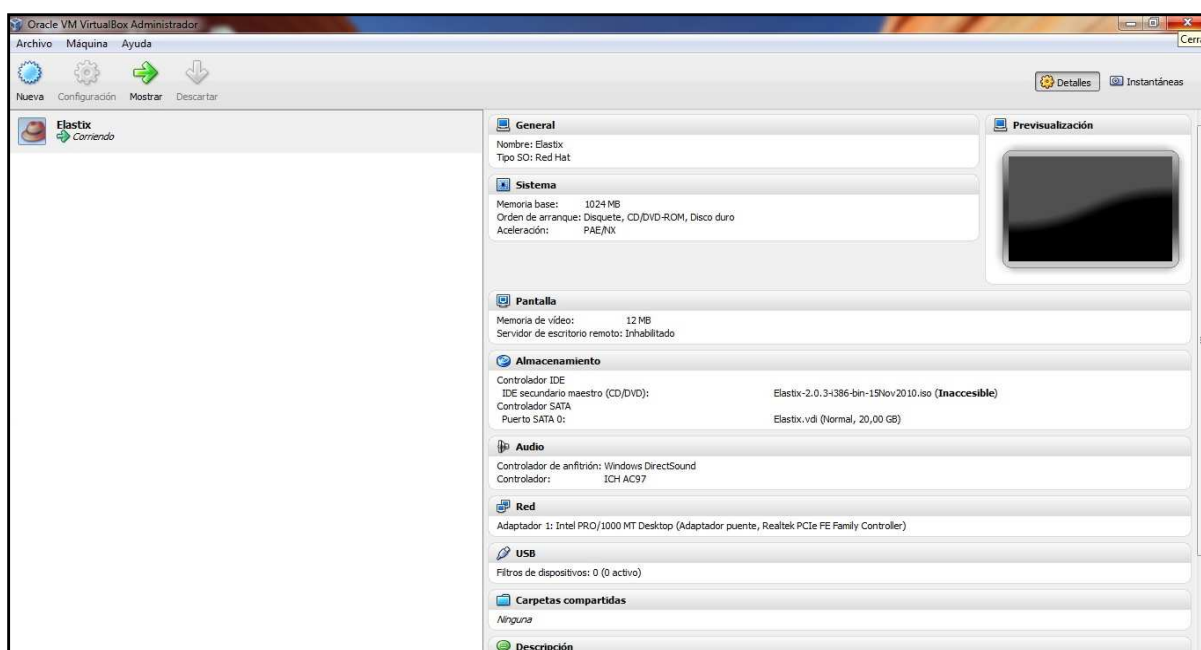 Oracle VM VirtualBox Administrador
Cerra
Archivo Máquina Ayuda
Nueva Configuración Mostrar Descartar
Detalles Instantáneas
Elastix
Corriendo
General
Nombre: Elastix
Tipo SO: Red Hat
Previsualización
Sistema
Memoria base: 1024 MB
Orden de arranque: Disquete, CD/DVD-ROM, Disco duro
Aceleración: PAE/NX
Pantalla
Memoria de vídeo: 12 MB
Servidor de escritorio remoto: Inhabilitado
Almacenamiento
Controlador IDE
IDE secundario maestro (CD/DVD): Elastix-2.0.3-i386-bin-15Nov2010.iso (Inaccesible)
Controlador SATA
Puerto SATA 0: Elastix.vdi (Normal, 20,00 GB)
Audio
Controlador de anfitrión: Windows DirectSound
Controlador: ICH AC97
Red
Adaptador 1: Intel PRO/1000 MT Desktop (Adaptador puente, Realtek PCIe FE Family Controller)
USB
Filtros de dispositivos: 0 (0 activo)
Carpetas compartidas
Ninguna
Descripción